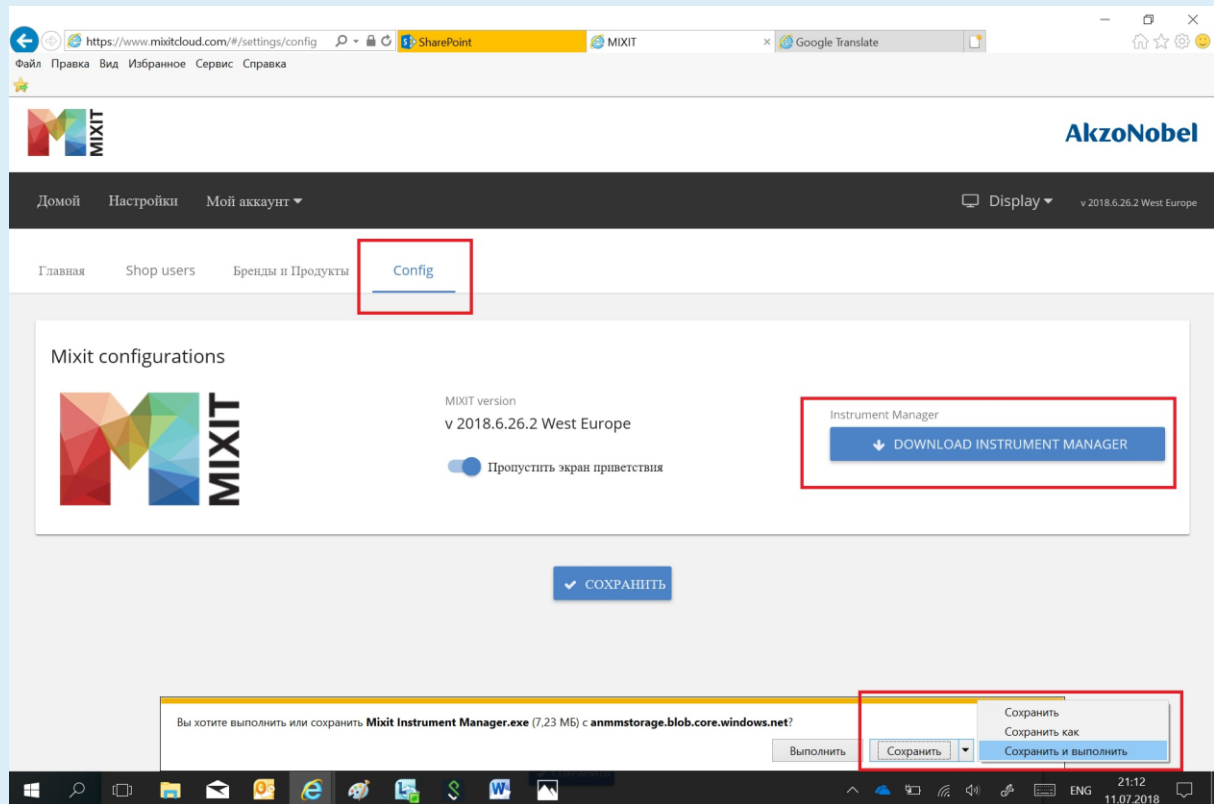 https://www.mixitcloud.com/#/settings/config
SharePoint
MIXIT
Google Translate
Файл Правка Вид Избранное Сервис Справка
MIXIT
AkzoNobel
Домой Настройки Мой аккаунт Display v 2018.6.26.2 West Europe
Главная Shop users Бренды и Продукты Config
Mixit configurations
MIXIT
MIXIT version
v 2018.6.26.2 West Europe
Пропустить экран приветствия
Instrument Manager
DOWNLOAD INSTRUMENT MANAGER
СОХРАНИТЬ
Вы хотите выполнить или сохранить Mixit Instrument Manager.exe (7,23 МБ) с anmmstorage.blob.core.windows.net?
Выполнить Сохранить
Сохранить
Сохранить как
Сохранить и выполнить
ENG
21:12
11.07.2018